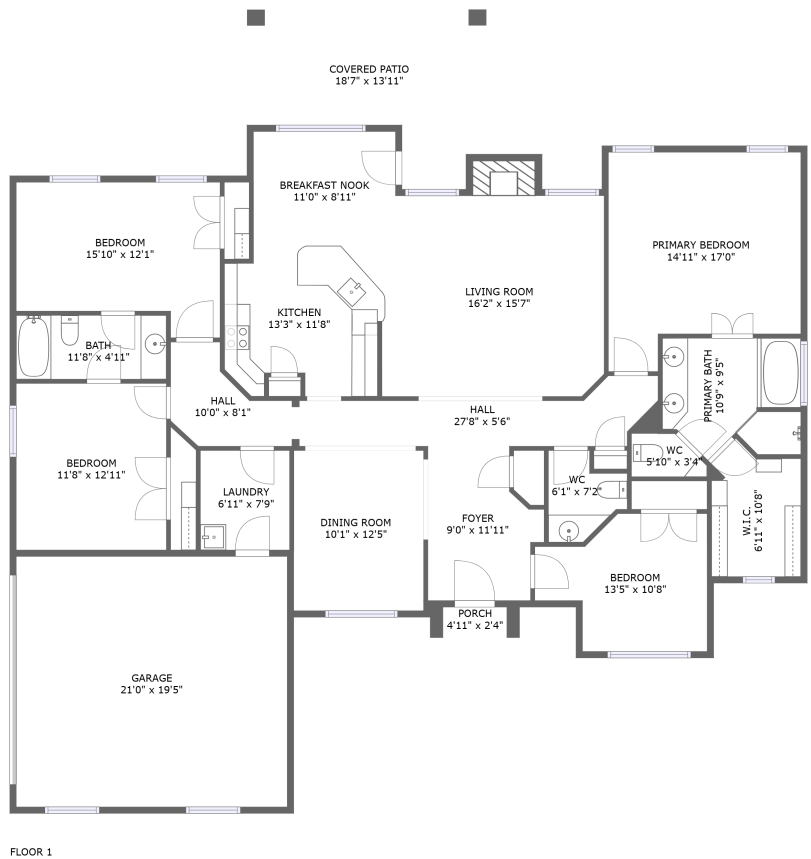 COVERED PATIO
18'7" x 13'11"
BREAKFAST NOOK
11'0" x 8'11"
BEDROOM
15'10" x 12'1"
PRIMARY BEDROOM
14'11" x 17'0"
LIVING ROOM
16'2" x 15'7"
KITCHEN
13'3" x 11'8"
BATH
11'8" x 4'11"
PRIMARY BATH
10'9" x 9'5"
HALL
10'0" x 8'1"
HALL
27'8" x 5'6"
WC
5'10" x 3'4"
BEDROOM
11'8" x 12'11"
LAUNDRY
6'11" x 7'9"
WC
6'1" x 7'2"
W.I.C.
6'11" x 10'8"
DINING ROOM
10'1" x 12'5"
FOYER
9'0" x 11'11"
BEDROOM
13'5" x 10'8"
PORCH
4'11" x 2'4"
GARAGE
21'0" x 19'5"
FLOOR 1